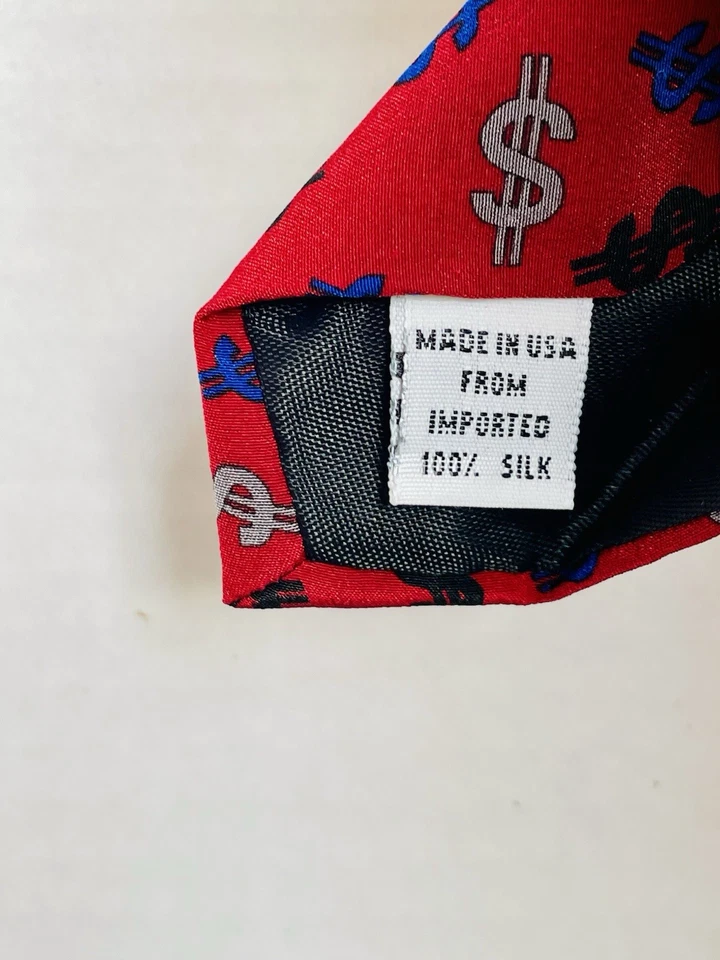 MADE IN USA
FROM
IMPORTED
100% SILK